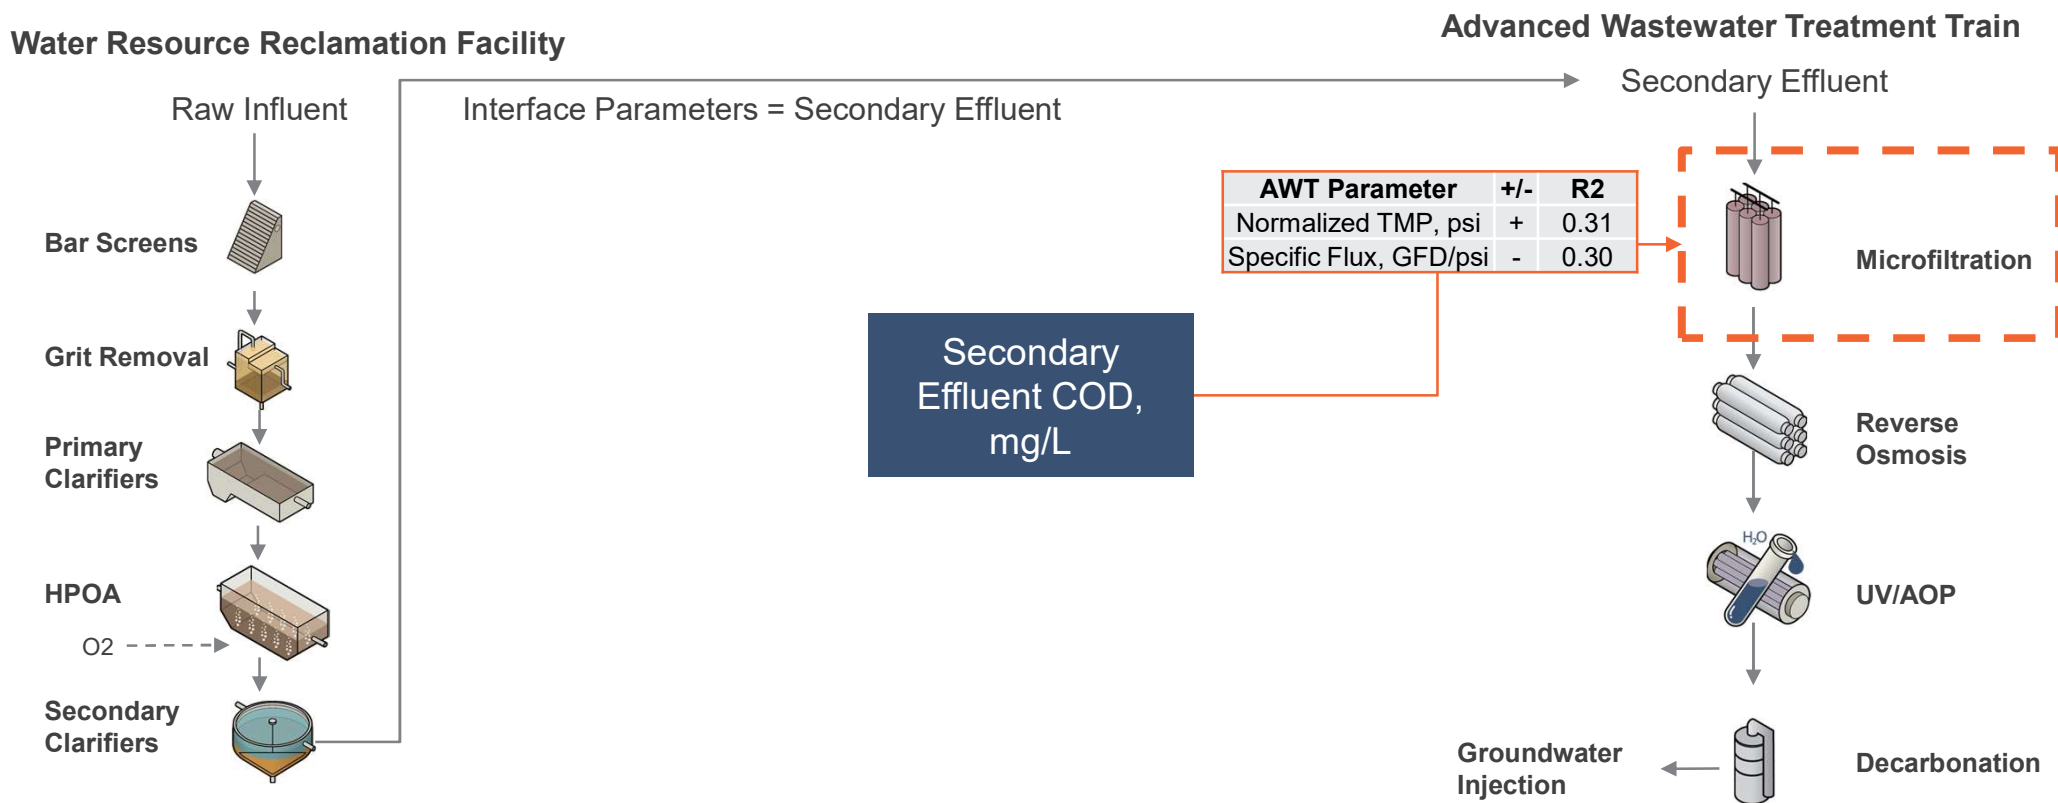 Water Resource Reclamation Facility
Advanced Wastewater Treatment Train
Raw Influent
Interface Parameters = Secondary Effluent
Secondary Effluent
Bar Screens
Grit Removal
Primary
Clarifiers
HPOA
O2
Secondary
Clarifiers
AWT Parameter +/- R2
Normalized TMP, psi + 0.31
Specific Flux, GFD/psi - 0.30
Secondary
Effluent COD,
mg/L
Microfiltration
Reverse
Osmosis
H₂O
UV/AOP
Decarbonation
Groundwater
Injection